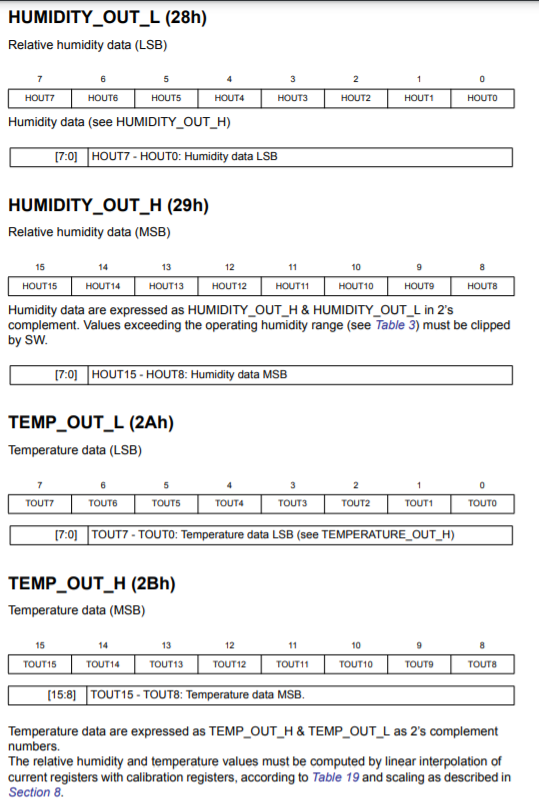 HUMIDITY_OUT_L (28h)
Relative humidity data (LSB)
7 6 5 4 3 2 1 0
HOUT7 HOUT6 HOUT5 HOUT4 HOUT3 HOUT2 HOUT1 HOUT0
Humidity data (see HUMIDITY_OUT_H)
[7:0] HOUT7 - HOUT0: Humidity data LSB
HUMIDITY_OUT_H (29h)
Relative humidity data (MSB)
15 14 13 12 11 10 9 8
HOUT15 HOUT14 HOUT13 HOUT12 HOUT11 HOUT10 HOUT9 HOUT8
Humidity data are expressed as HUMIDITY_OUT_H & HUMIDITY_OUT_L in 2's
complement. Values exceeding the operating humidity range (see Table 3) must be clipped
by SW.
[7:0] HOUT15 - HOUT8: Humidity data MSB
TEMP_OUT_L (2Ah)
Temperature data (LSB)
7 6 5 4 3 2 1 0
TOUT7 TOUT6 TOUT5 TOUT4 TOUT3 TOUT2 TOUT1 TOUT0
[7:0] TOUT7 - TOUT0: Temperature data LSB (see TEMPERATURE_OUT_H)
TEMP_OUT_H (2Bh)
Temperature data (MSB)
15 14 13 12 11 10 9 8
TOUT15 TOUT14 TOUT13 TOUT12 TOUT11 TOUT10 TOUT9 TOUT8
[15:8] TOUT15 - TOUT8: Temperature data MSB.
Temperature data are expressed as TEMP_OUT_H & TEMP_OUT_L as 2's complement
numbers.
The relative humidity and temperature values must be computed by linear interpolation of
current registers with calibration registers, according to Table 19 and scaling as described in
Section 8.